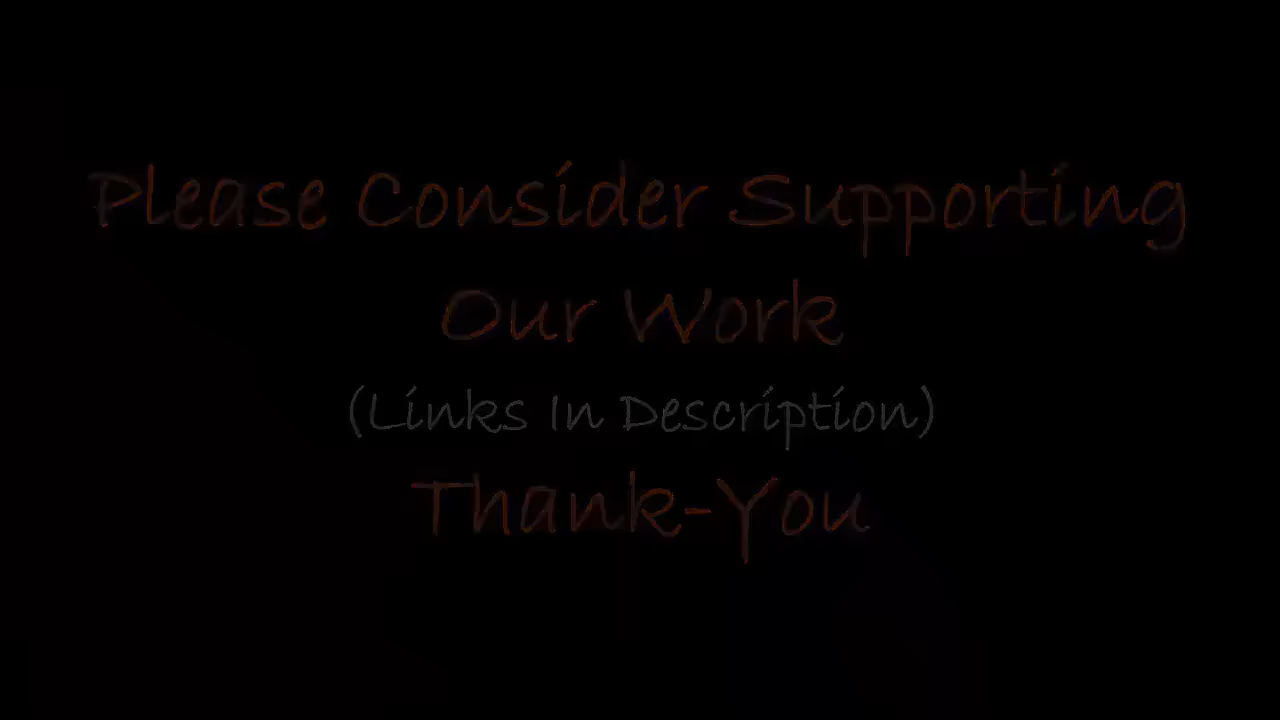 Please Consider Supporting
Our Work
(Links In Description)
Thank-You